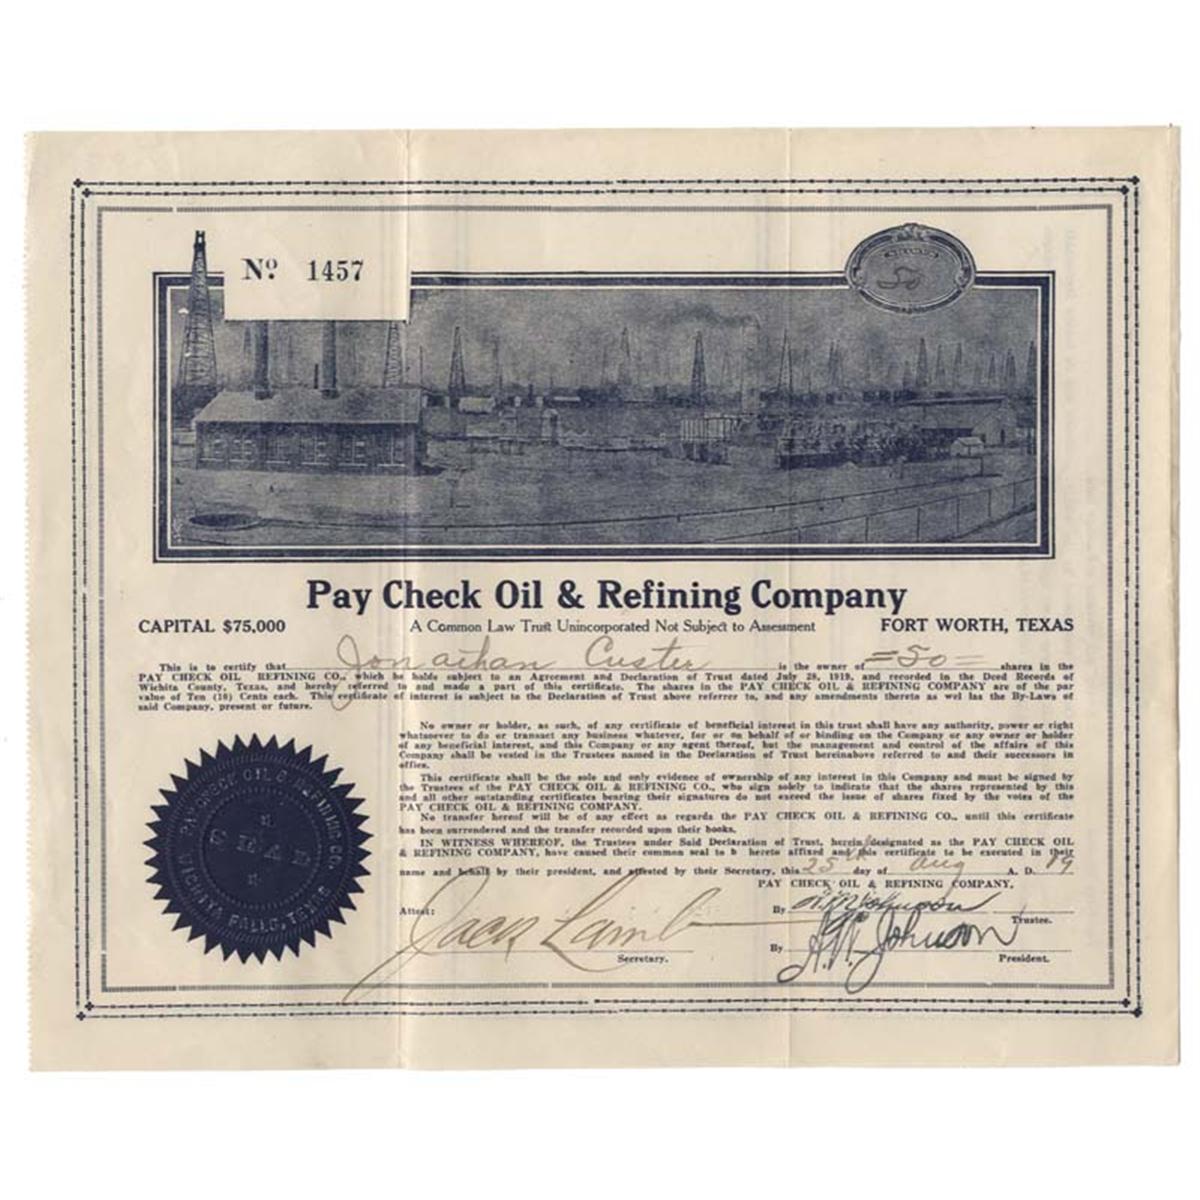 Nº 1457
50
Pay Check Oil & Refining Company
CAPITAL $75,000 A Common Law Trust Unincorporated Not Subject to Assessment FORT WORTH, TEXAS
This is to certify that Jonathan Custer is the owner of =50= shares in the
PAY CHECK OIL REFINING CO., which he holds subject to an Agreement and Declaration of Trust dated July 28, 1919, and recorded in the Deed Records of
Wichita County, Texas, and hereby referred to and made a part of this certificate. The shares in the PAY CHECK OIL & REFINING COMPANY are of the par
value of Ten (10) Cents each. This certificate of interest is subject to the Declaration of Trust above referred to, and any amendments thereto as wel las the By-Laws of
said Company, present or future.
No owner or holder, as such, of any certificate of beneficial interest in this trust shall have any authority, power or right
whatsoever to do or transact any business whatever, for or on behalf of or binding on the Company or any owner or holder
of any beneficial interest, and this Company or any agent thereof, but the management and control of the affairs of this
Company shall be vested in the Trustees named in the Declaration of Trust hereinabove referred to and their successors in
office.
This certificate shall be the sole and only evidence of ownership of any interest in this Company and must be signed by
the Trustees of the PAY CHECK OIL & REFINING CO., who sign solely to indicate that the shares represented by this
and all other outstanding certificates bearing their signatures do not exceed the issue of shares fixed by the votes of the
PAY CHECK OIL & REFINING COMPANY.
No transfer hereof will be of any effect as regards the PAY CHECK OIL & REFINING CO., until this certificate
has been surrendered and the transfer recorded upon their books.
IN WITNESS WHEREOF, the Trustees under Said Declaration of Trust, herein designated as the PAY CHECK OIL
& REFINING COMPANY, have caused their common seal to b hereto affixed and this certificate to be executed in their
name and behalf by their president, and attested by their Secretary, this 25th day of Aug A. D. 19
PAY CHECK OIL & REFINING COMPANY,
Attest: Jack Lamb By Johnson Trustee.
Secretary. By A.W. Johnson President.
PAY CHECK OIL & REFINING CO.
SEAL
WICHITA FALLS, TEXAS